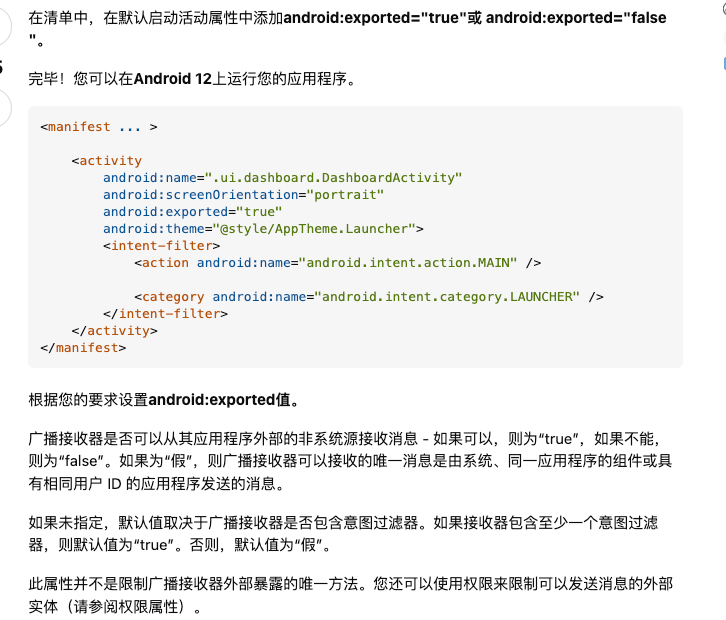 在清单中，在默认启动活动属性中添加android:exported="true"或 android:exported="false
"。
完毕！您可以在Android 12上运行您的应用程序。
<manifest ... >
<activity
android:name=".ui.dashboard.DashboardActivity"
android:screenOrientation="portrait"
android:exported="true"
android:theme="@style/AppTheme.Launcher">
<intent-filter>
<action android:name="android.intent.action.MAIN" />
<category android:name="android.intent.category.LAUNCHER" />
</intent-filter>
</activity>
</manifest>
根据您的要求设置android:exported值。
广播接收器是否可以从其应用程序外部的非系统源接收消息 - 如果可以，则为“true”，如果不能，
则为“false”。如果为“假”，则广播接收器可以接收的唯一消息是由系统、同一应用程序的组件或具
有相同用户 ID 的应用程序发送的消息。
如果未指定，默认值取决于广播接收器是否包含意图过滤器。如果接收器包含至少一个意图过滤
器，则默认值为“true”。否则，默认值为“假”。
此属性并不是限制广播接收器外部暴露的唯一方法。您还可以使用权限来限制可以发送消息的外部
实体（请参阅权限属性）。